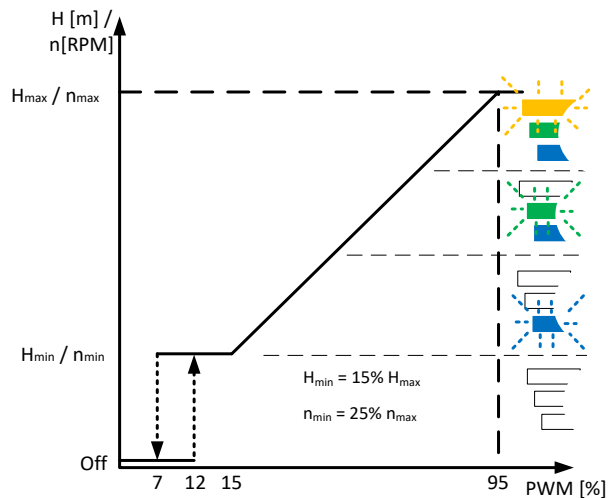 H [m] /
n[RPM]
Hmax / nmax
Hmin / nmin
Hmin = 15% Hmax
nmin = 25% nmax
Off
7 12 15 95
PWM [%]